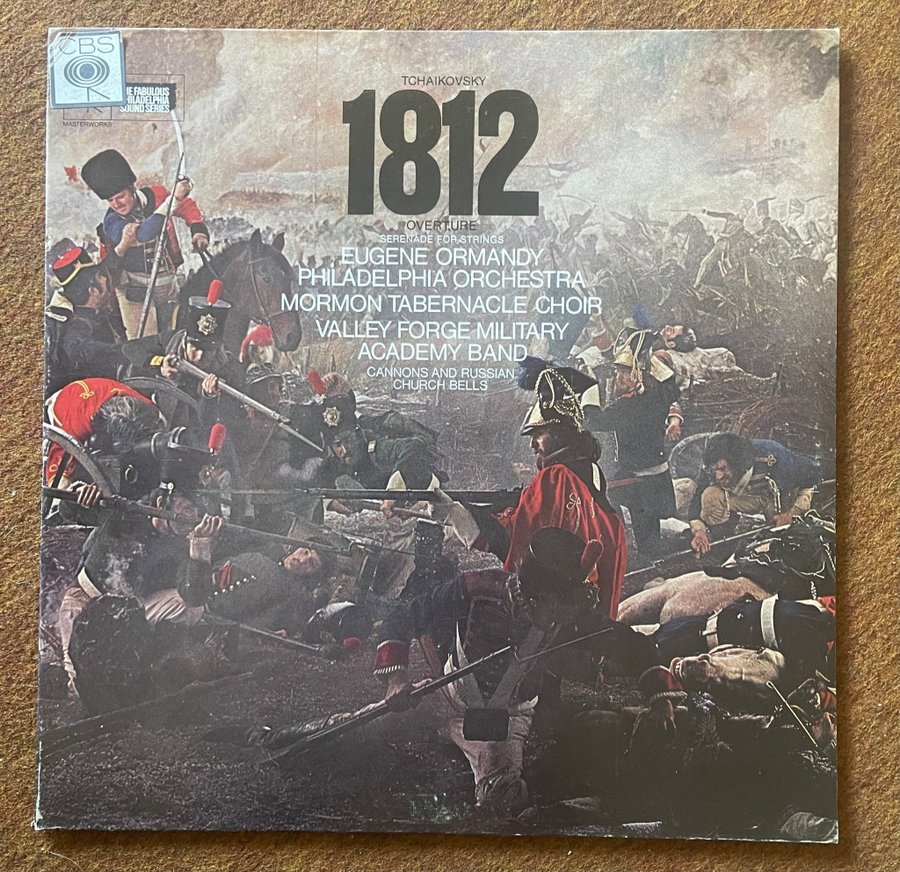 CBS
THE FABULOUS
PHILADELPHIA
SOUND SERIES
MASTERWORKS
TCHAIKOVSKY
1812
OVERTURE
SERENADE FOR STRINGS
EUGENE ORMANDY
PHILADELPHIA ORCHESTRA
MORMON TABERNACLE CHOIR
VALLEY FORGE MILITARY
ACADEMY BAND
CANNONS AND RUSSIAN
CHURCH BELLS